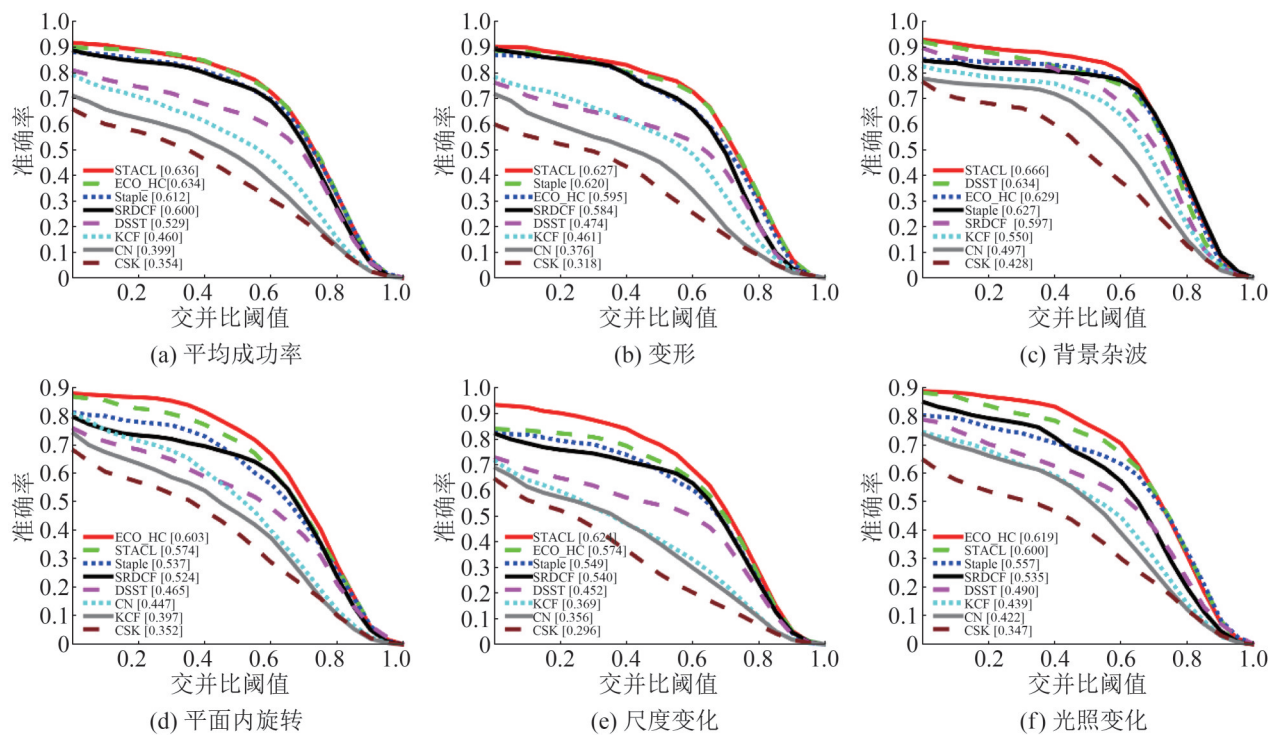 1.0
0.9
0.8
0.7
0.6
0.5
0.4
0.3
0.2
0.1
0
准确率
STACL [0.636]
ECO_HC[0.634]
Staple [0.612]
SRDCF [0.600]
DSST [0.529]
KCF [0.460]
CN [0.399]
CSK [0.354]
0.2 0.4 0.6 0.8 1.0
交并比阈值
(a) 平均成功率
1.0
0.9
0.8
0.7
0.6
0.5
0.4
0.3
0.2
0.1
0
准确率
STACL [0.627]
Staple [0.620]
ECO_HC [0.595]
SRDCF [0.584]
DSST [0.474]
KCF [0.461]
CN [0.376]
CSK [0.318]
0.2 0.4 0.6 0.8 1.0
交并比阈值
(b) 变形
1.0
0.9
0.8
0.7
0.6
0.5
0.4
0.3
0.2
0.1
0
准确率
STACL [0.666]
DSST [0.634]
ECO_HC [0.629]
Staple [0.627]
SRDCF [0.597]
KCF [0.550]
CN [0.497]
CSK [0.428]
0.2 0.4 0.6 0.8 1.0
交并比阈值
(c) 背景杂波
0.9
0.8
0.7
0.6
0.5
0.4
0.3
0.2
0.1
0
准确率
ECO_HC [0.603]
STACL [0.574]
Staple [0.537]
SRDCF [0.524]
DSST [0.465]
CN [0.447]
KCF [0.397]
CSK [0.352]
0.2 0.4 0.6 0.8 1.0
交并比阈值
(d) 平面内旋转
1.0
0.9
0.8
0.7
0.6
0.5
0.4
0.3
0.2
0.1
0
准确率
STACL
ECO_HC [0.574]
Staple [0.549]
SRDCF [0.540]
DSST [0.452]
KCF [0.369]
CN [0.356]
CSK [0.296]
0.2 0.4 0.6 0.8 1.0
交并比阈值
(e) 尺度变化
0.9
0.8
0.7
0.6
0.5
0.4
0.3
0.2
0.1
0
准确率
ECO_HC [0.619]
STACL [0.600]
Staple [0.557]
SRDCF [0.535]
DSST [0.490]
KCF [0.439]
CN [0.422]
CSK [0.347]
0.2 0.4 0.6 0.8 1.0
交并比阈值
(f) 光照变化